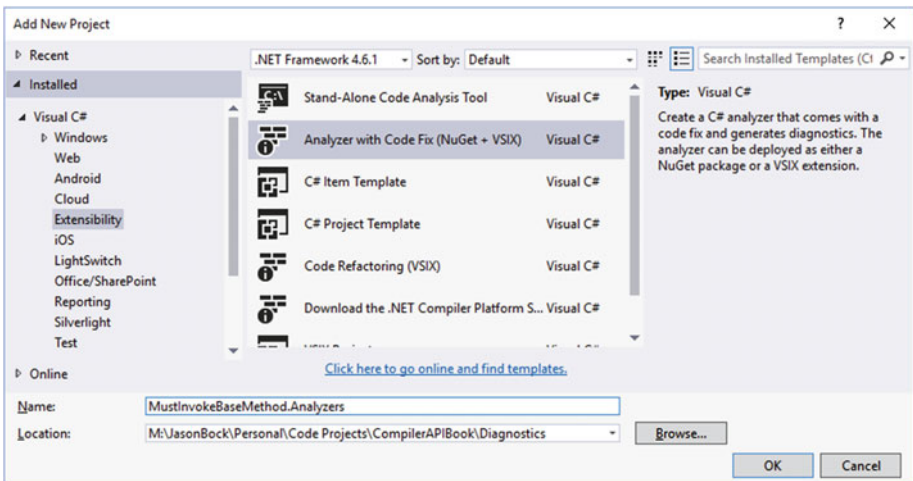 Add New Project
? ×
Recent
.NET Framework 4.6.1
Sort by: Default
Search Installed Templates (Ct
Installed
Visual C#
Windows
Web
Android
Cloud
Extensibility
iOS
LightSwitch
Office/SharePoint
Reporting
Silverlight
Test
Online
Stand-Alone Code Analysis Tool Visual C#
Analyzer with Code Fix (NuGet + VSIX) Visual C#
C# Item Template Visual C#
C# Project Template Visual C#
Code Refactoring (VSIX) Visual C#
Download the .NET Compiler Platform S... Visual C#
Click here to go online and find templates.
Type: Visual C#
Create a C# analyzer that comes with a
code fix and generates diagnostics. The
analyzer can be deployed as either a
NuGet package or a VSIX extension.
Name: MustInvokeBaseMethod.Analyzers
Location: M:\JasonBock\Personal\Code Projects\CompilerAPIBook\Diagnostics
Browse...
OK Cancel